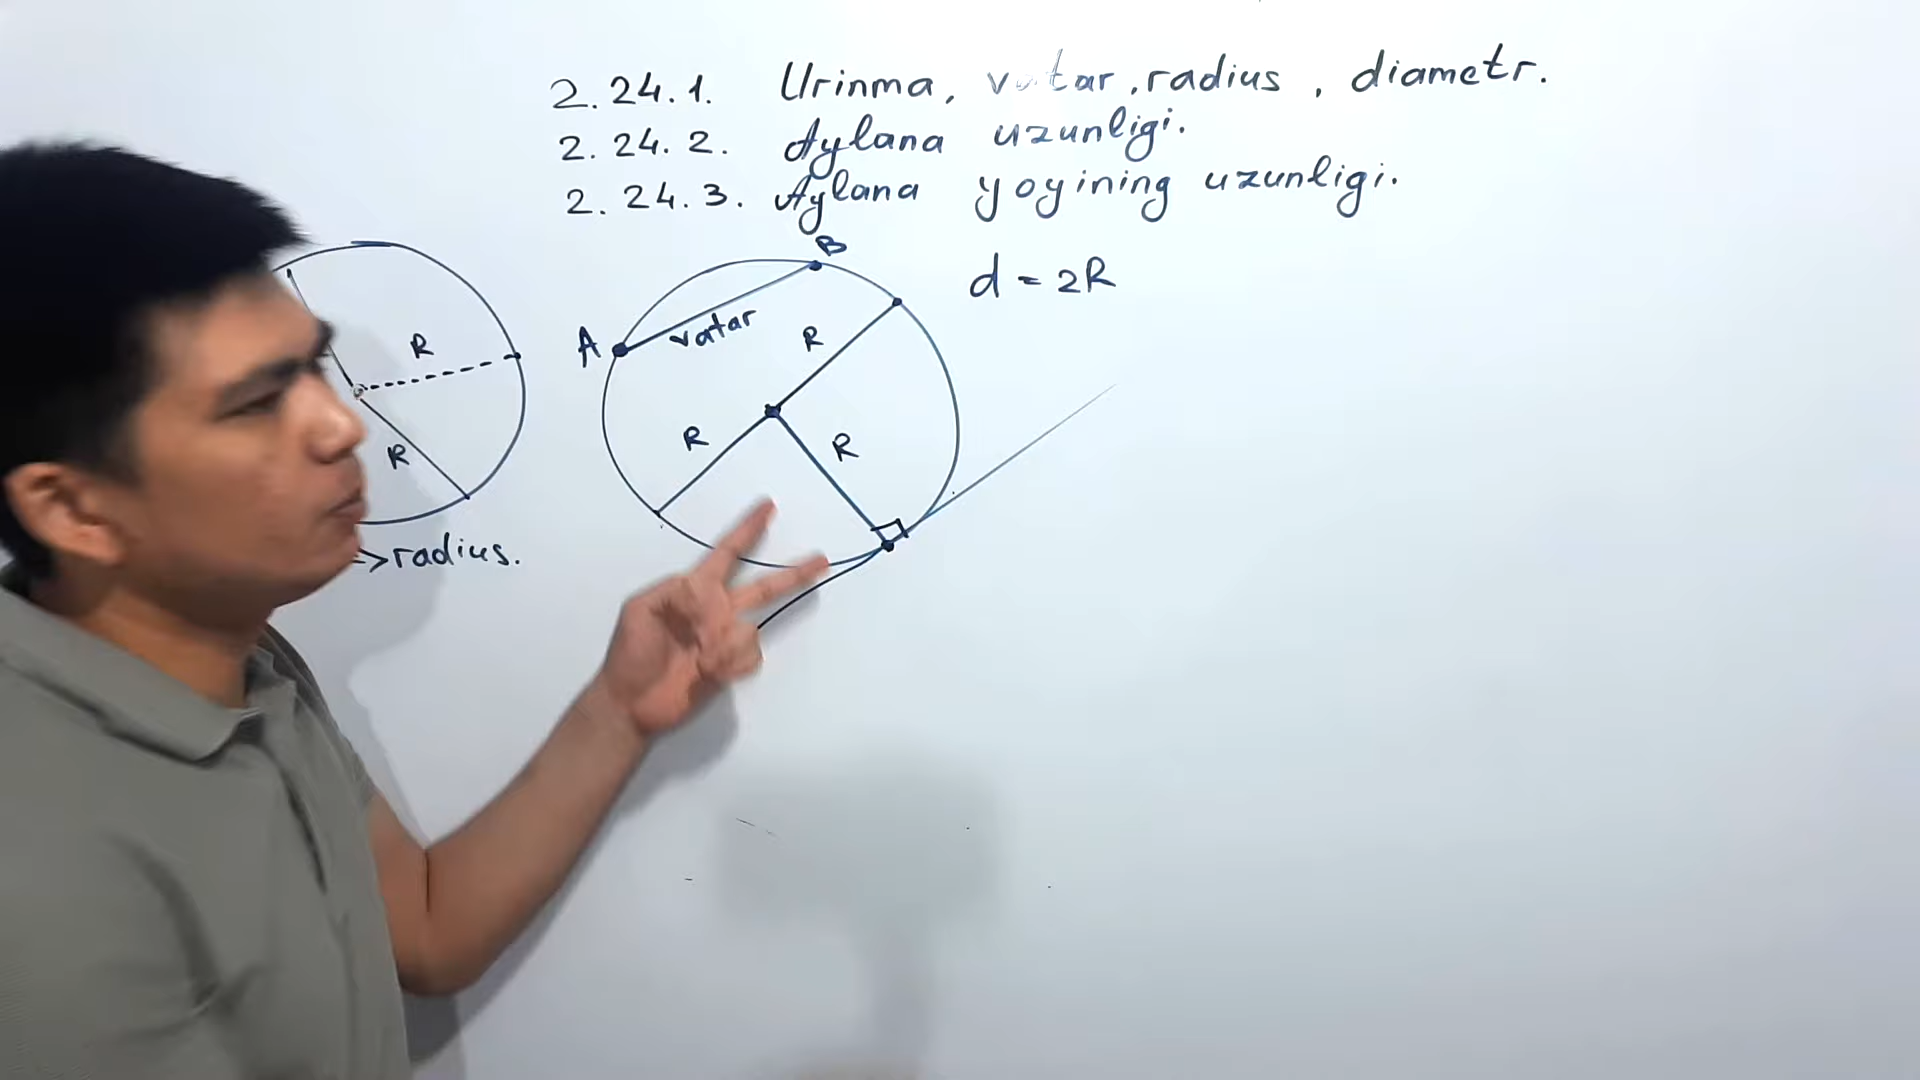 2.24.1. Urinma, vatar, radius, diametr.
2.24.2. Aylana uzunligi.
2.24.3. Aylana yoyining uzunligi.
d = 2R
B
A
vatar
R
R
R
R
R
radius.